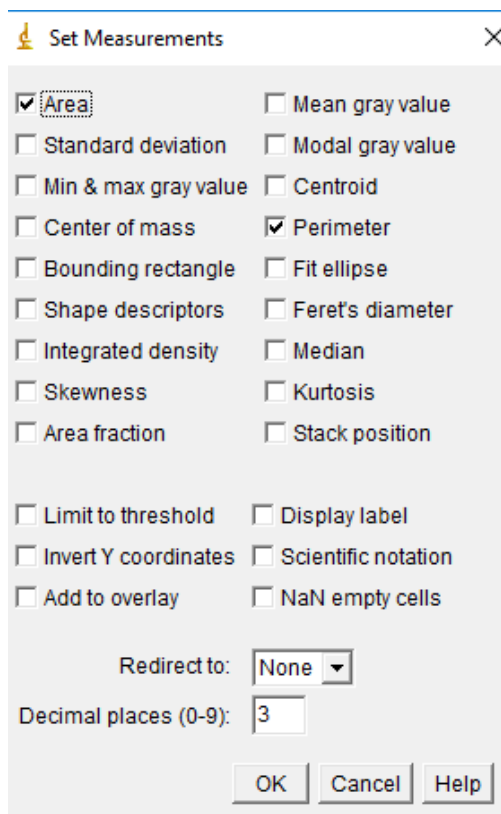 Set Measurements
Area Mean gray value
Standard deviation Modal gray value
Min & max gray value Centroid
Center of mass Perimeter
Bounding rectangle Fit ellipse
Shape descriptors Feret's diameter
Integrated density Median
Skewness Kurtosis
Area fraction Stack position
Limit to threshold Display label
Invert Y coordinates Scientific notation
Add to overlay NaN empty cells
Redirect to: None
Decimal places (0-9): 3
OK Cancel Help